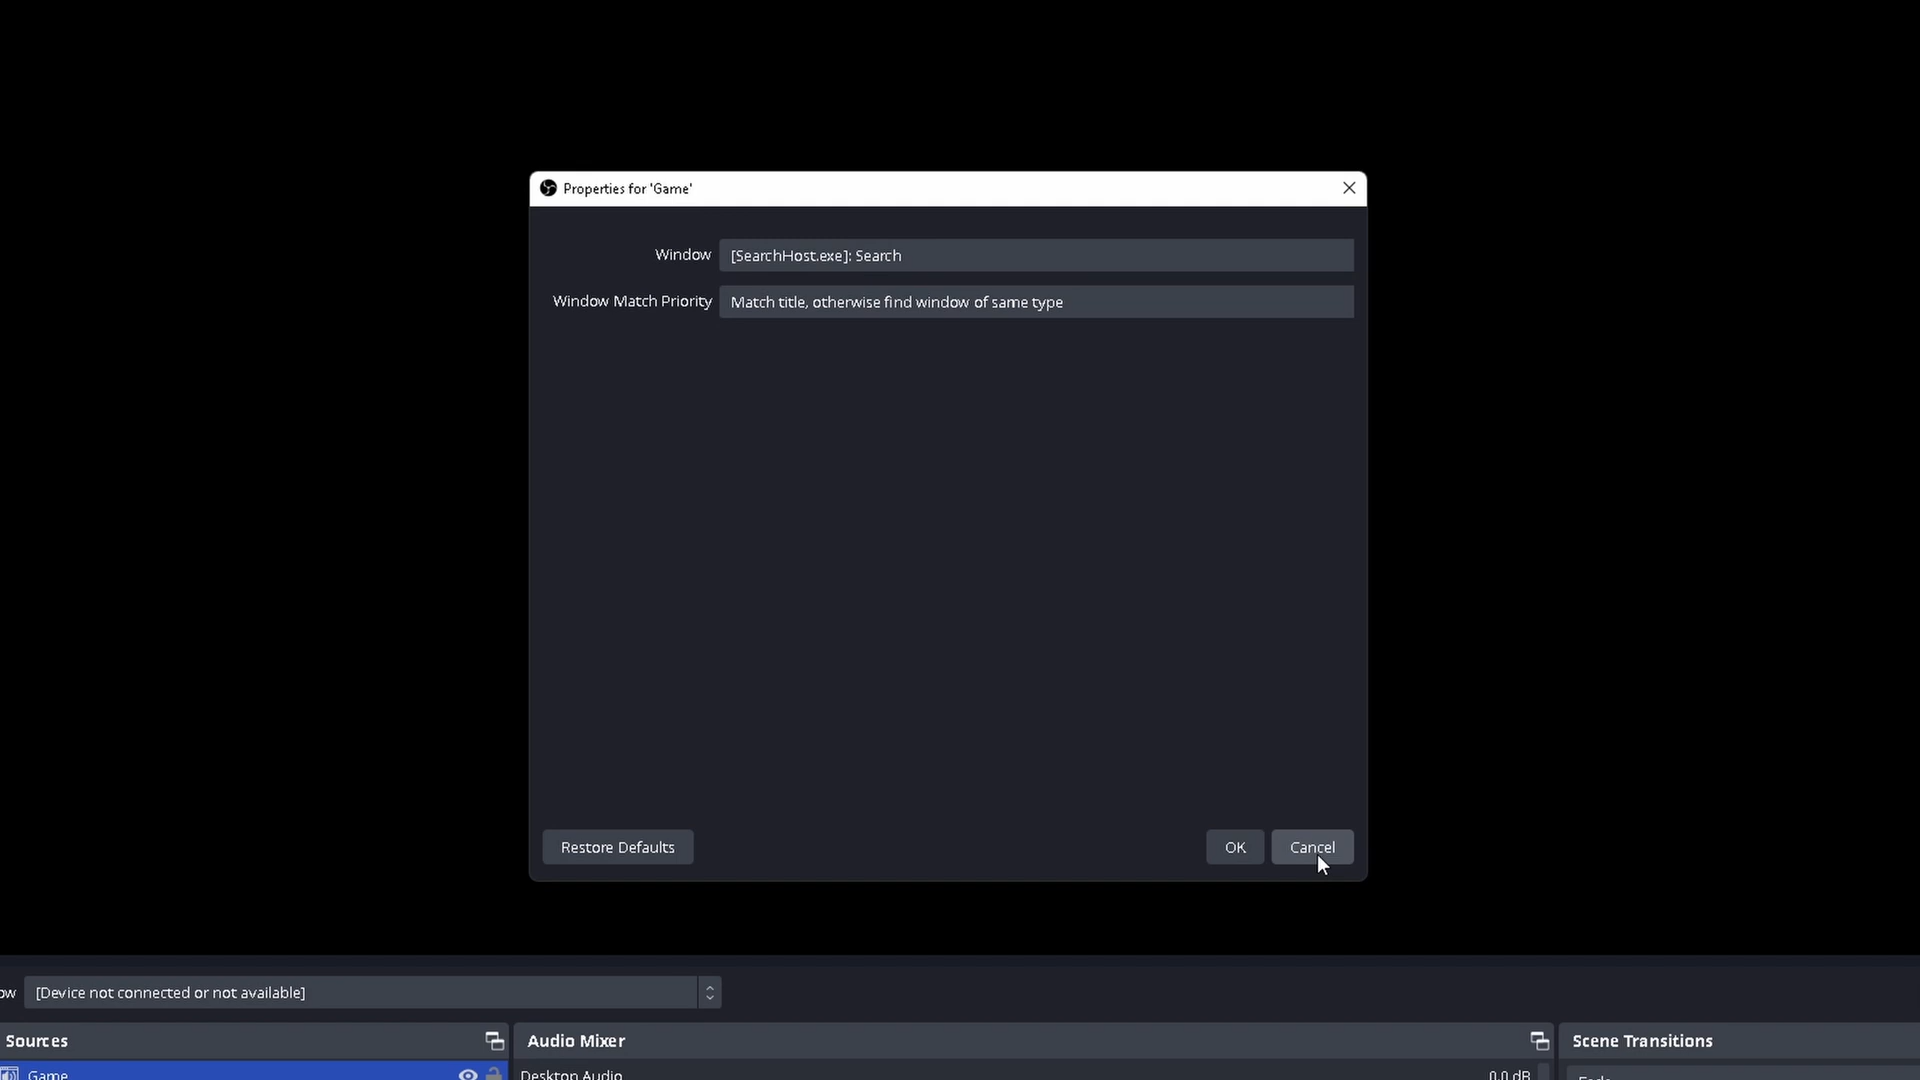 Properties for 'Game'
Window [SearchHost.exe]: Search
Window Match Priority Match title, otherwise find window of same type
Restore Defaults OK Cancel
ow [Device not connected or not available]
Sources Audio Mixer Scene Transitions
Game Desktop Audio 0.0 dB Fade